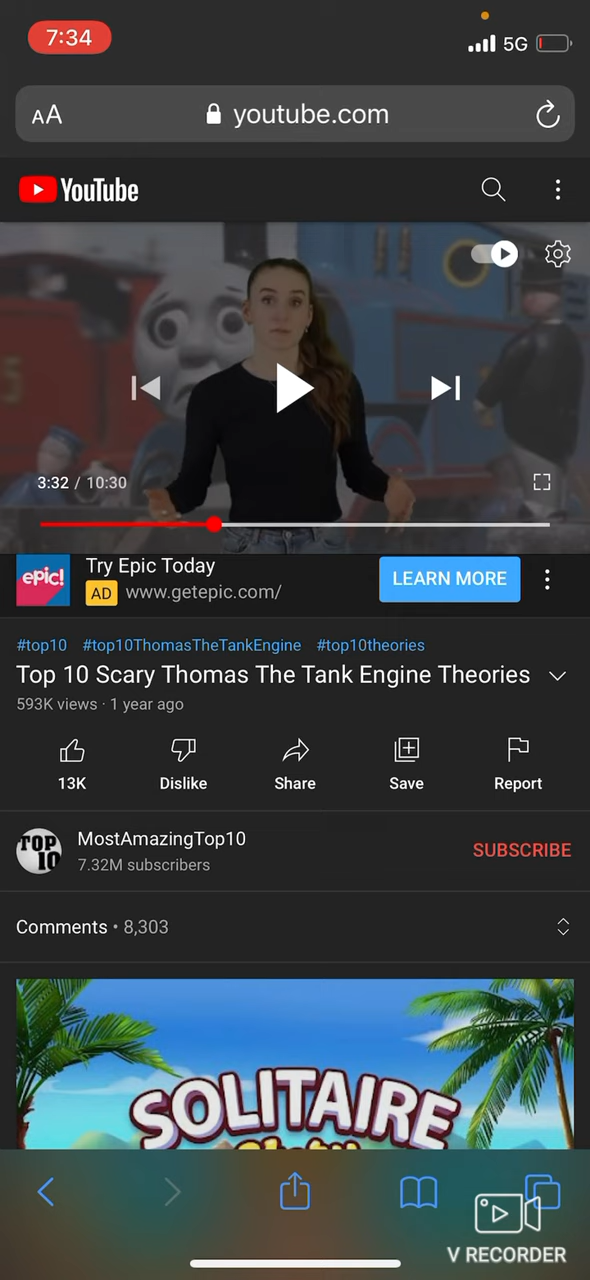 7:34
5G
AA
youtube.com
YouTube
5
3:32 / 10:30
epic!
Try Epic Today
AD www.getepic.com/
LEARN MORE
#top10 #top10ThomasTheTankEngine #top10theories
Top 10 Scary Thomas The Tank Engine Theories
593K views · 1 year ago
13K
Dislike
Share
Save
Report
TOP
10
MostAmazingTop10
7.32M subscribers
SUBSCRIBE
Comments • 8,303
SOLITAIRE
V RECORDER